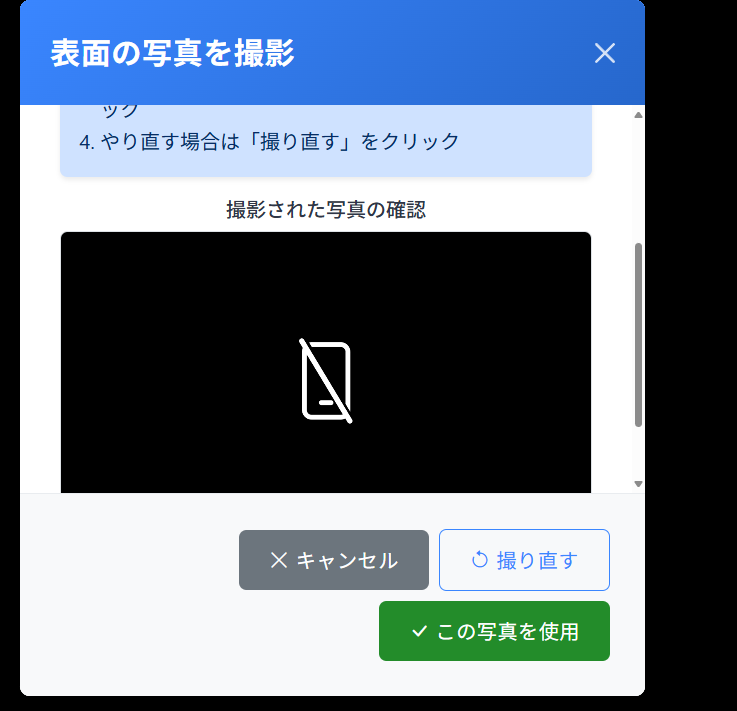 表面の写真を撮影
ック
4. やり直す場合は「撮り直す」をクリック
撮影された写真の確認
キャンセル
撮り直す
この写真を使用